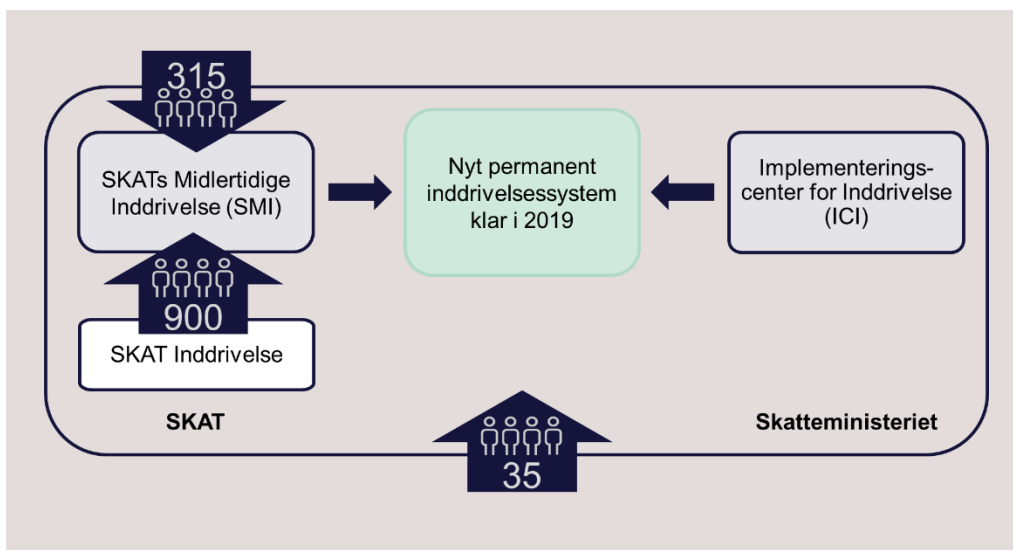 315
SKATs Midlertidige
Inddrivelse (SMI)
900
SKAT Inddrivelse
SKAT
Nyt permanent
inddrivelsessystem
klar i 2019
Implementerings-
center for Inddrivelse
(ICI)
35
Skatteministeriet